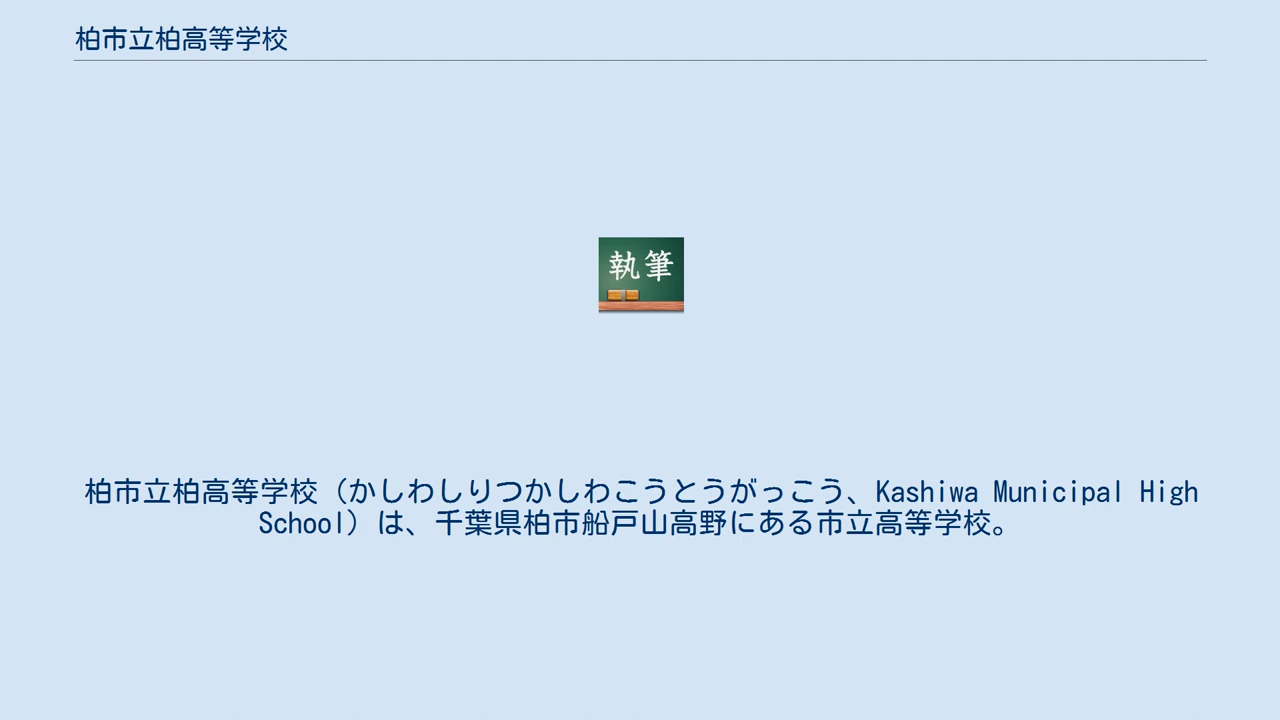 柏市立柏高等学校
執筆
柏市立柏高等学校（かしわしりつかしわこうとうがっこう、Kashiwa Municipal High
School）は、千葉県柏市船戸山高野にある市立高等学校。